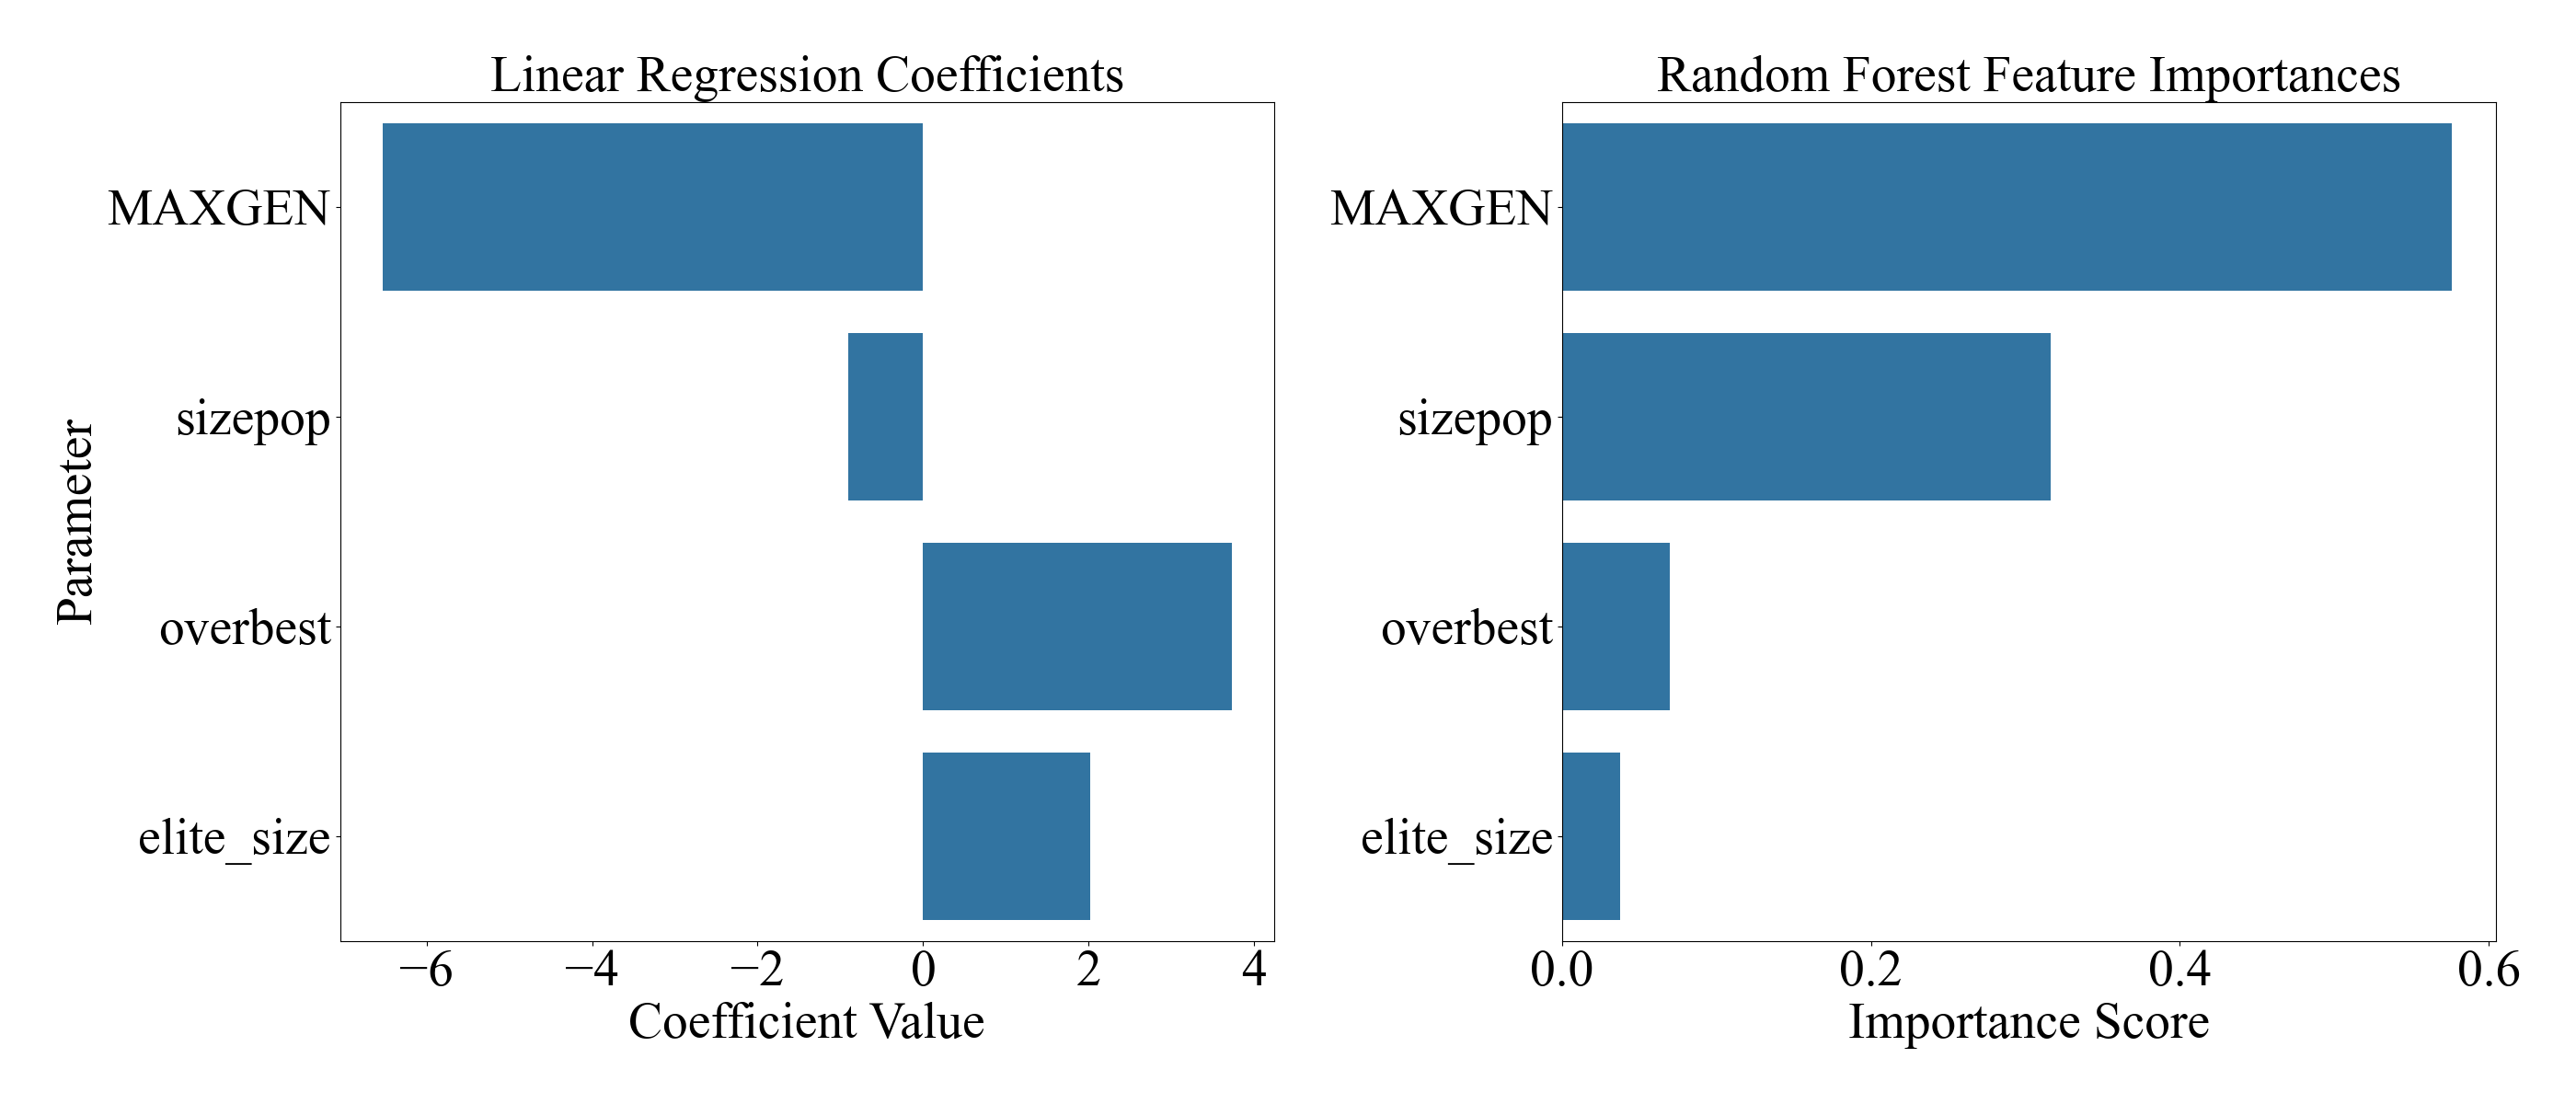 Linear Regression Coefficients
Parameter
MAXGEN
sizepop
overbest
elite_size
−6 −4 −2 0 2 4
Coefficient Value
Random Forest Feature Importances
MAXGEN
sizepop
overbest
elite_size
0.0 0.2 0.4 0.6
Importance Score